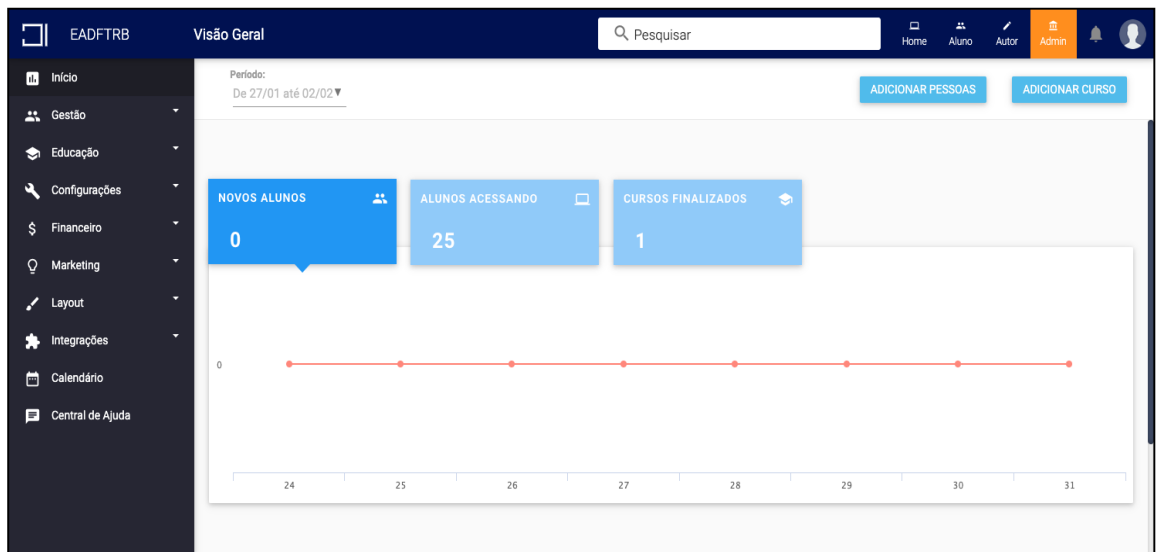 EADFTRB
Visão Geral
Pesquisar
Home
Aluno
Autor
Admin
Início
Gestão
Educação
Configurações
Financeiro
Marketing
Layout
Integrações
Calendário
Central de Ajuda
Período:
De 27/01 até 02/02
ADICIONAR PESSOAS
ADICIONAR CURSO
NOVOS ALUNOS
0
ALUNOS ACESSANDO
25
CURSOS FINALIZADOS
1
0
24 25 26 27 28 29 30 31